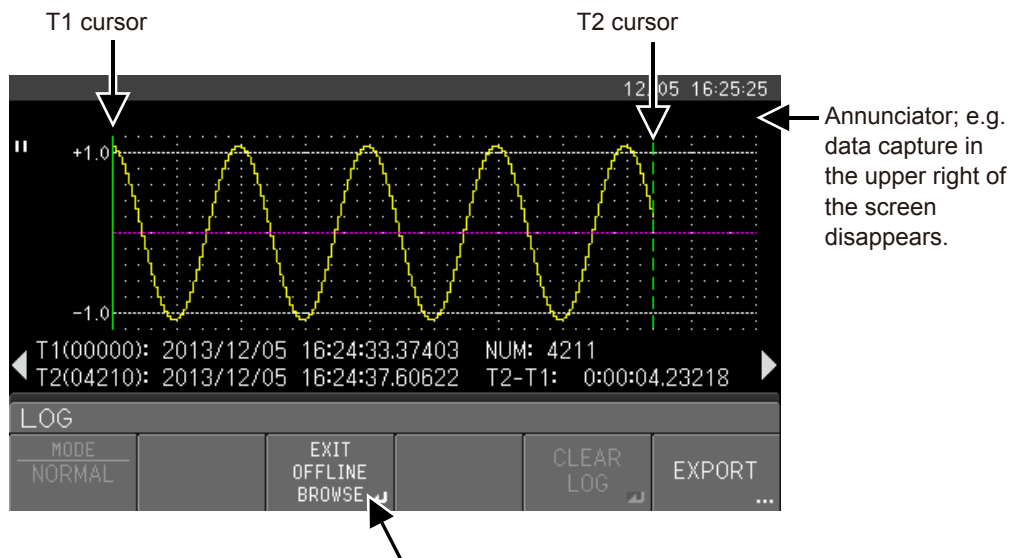 T1 cursor
T2 cursor
12/05 16:25:25
Annunciator; e.g.
data capture in
the upper right of
the screen
disappears.
+1.0
-1.0
T1(00000): 2013/12/05 16:24:33.37403 NUM: 4211
T2(04210): 2013/12/05 16:24:37.60622 T2-T1: 0:00:04.23218
LOG
MODE
NORMAL
EXIT
OFFLINE
BROWSE
CLEAR
LOG
EXPORT
...